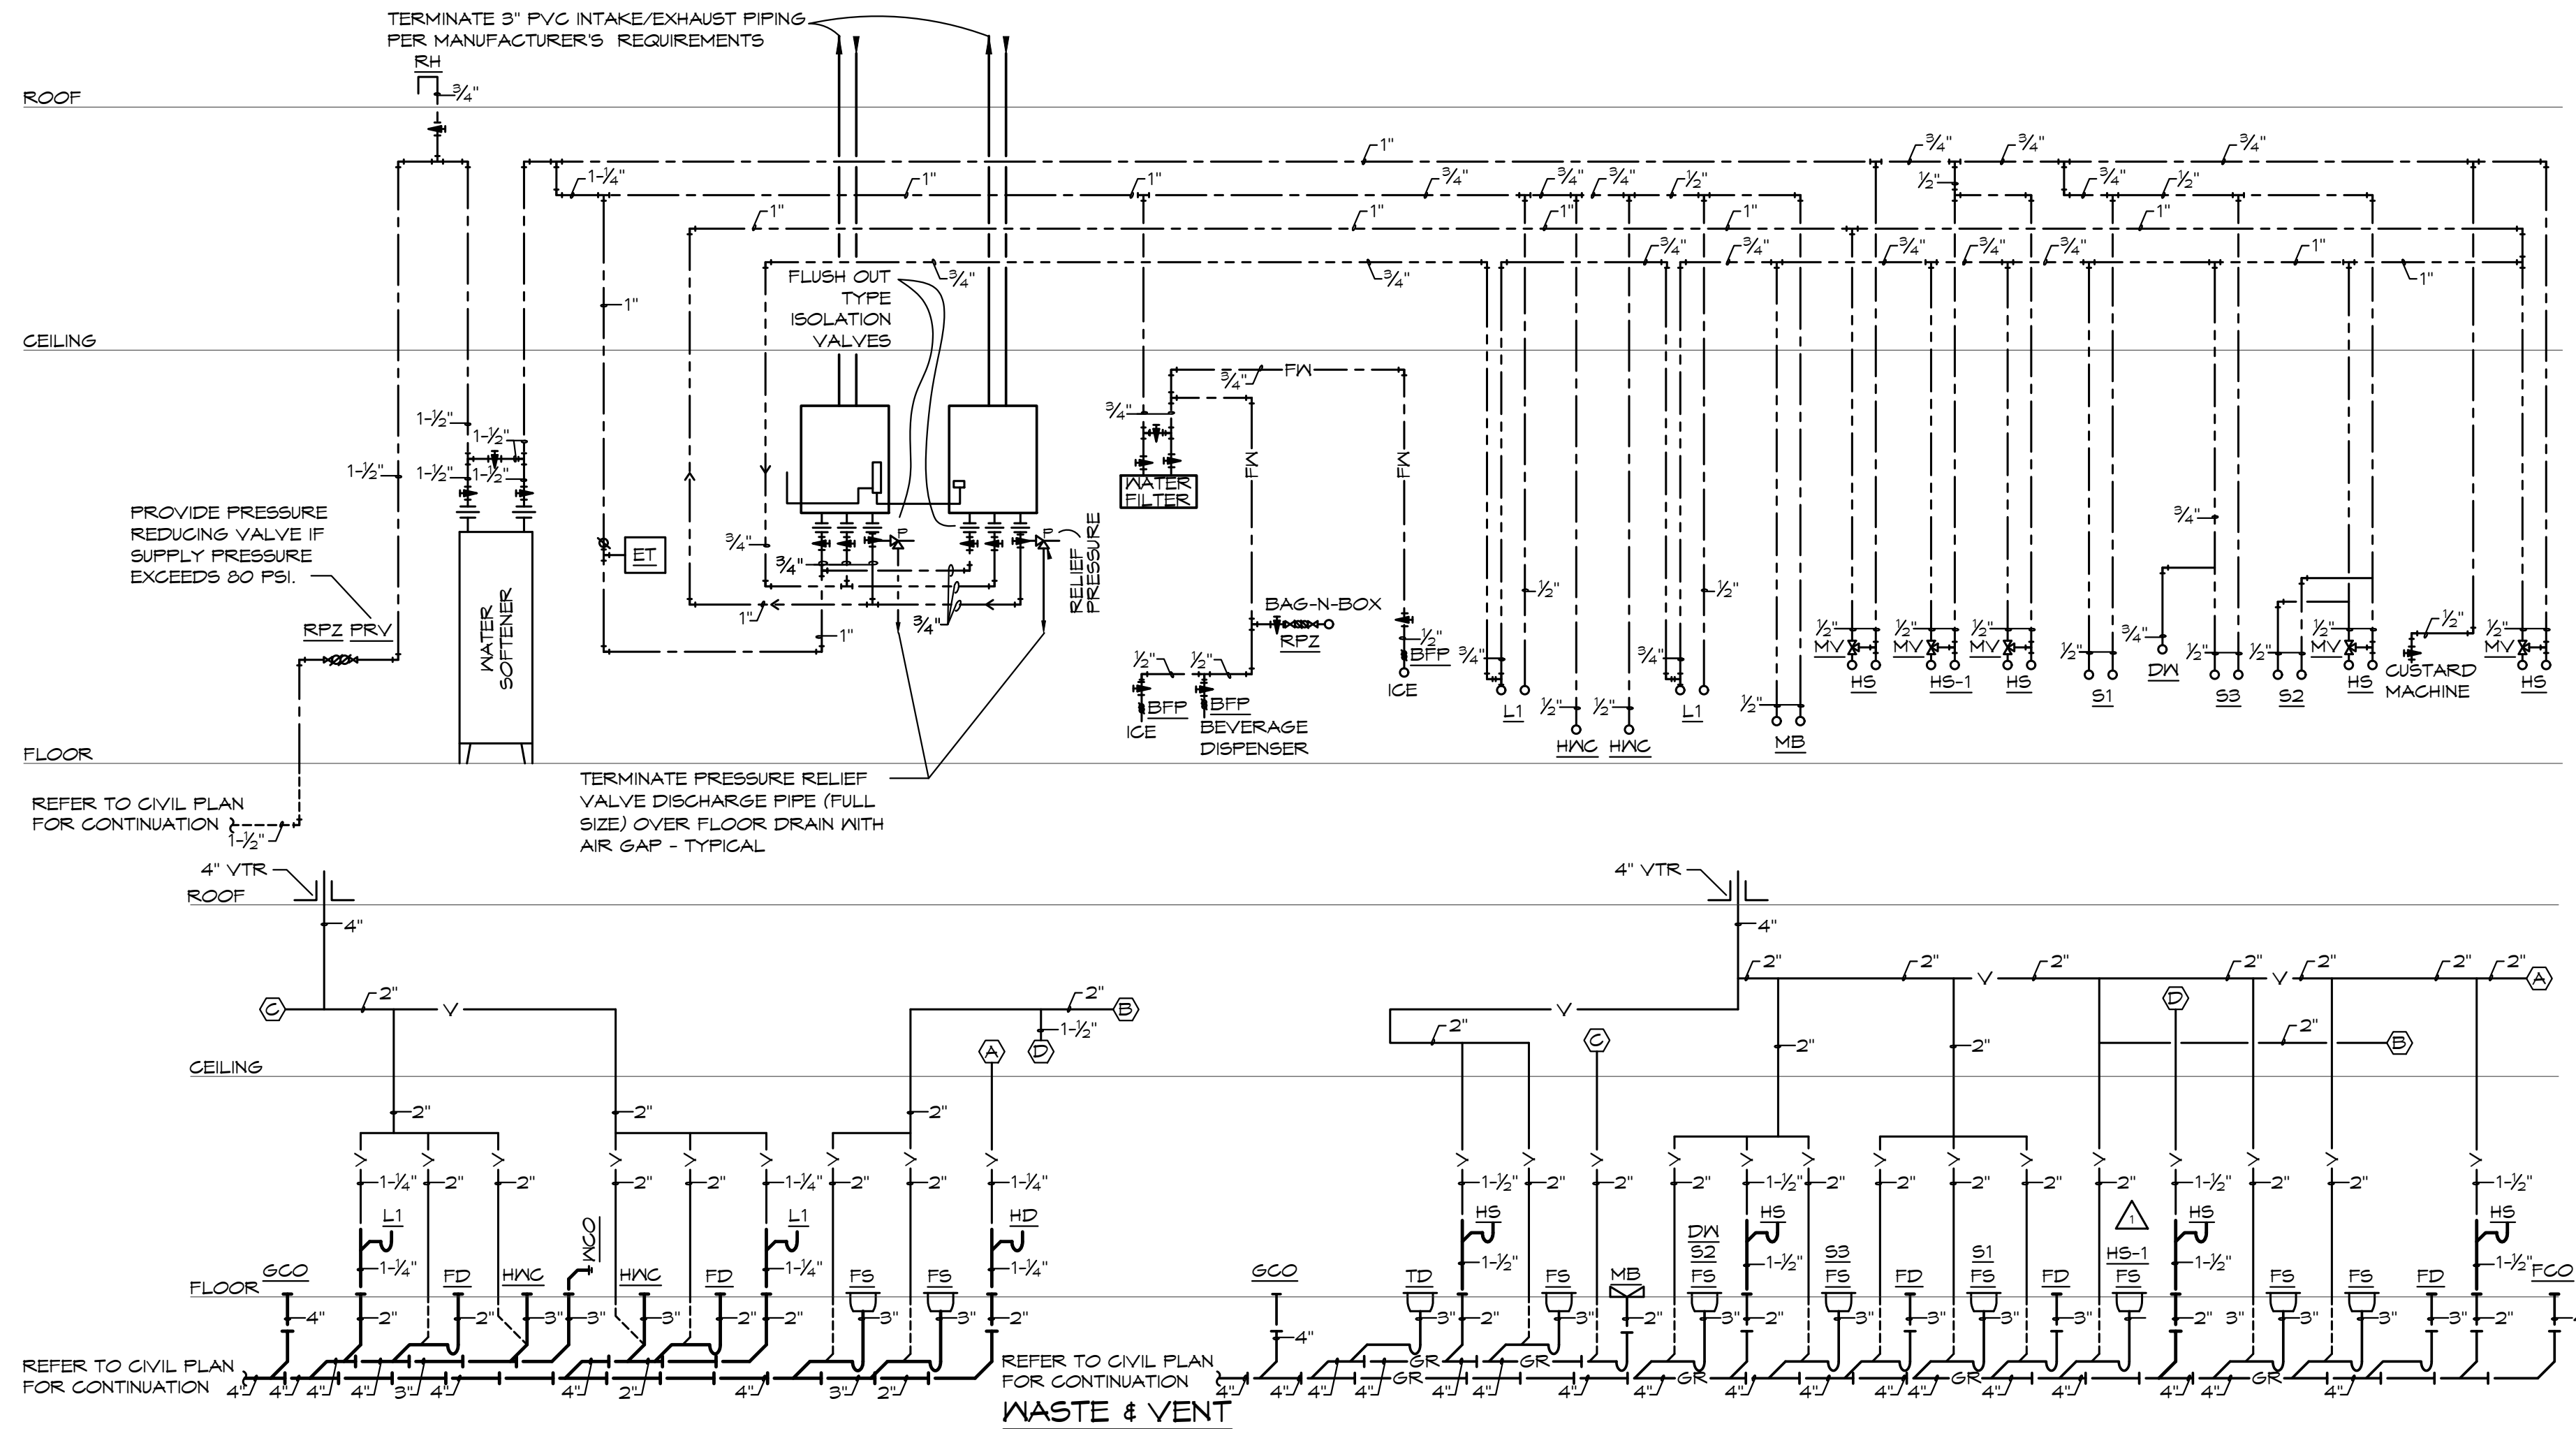 TERMINATE 3" PVC INTAKE/EXHAUST PIPING
PER MANUFACTURER'S REQUIREMENTS
RH
3/4"
ROOF
1" 3/4" 3/4" 3/4"
1-1/4" 1" 1" 3/4" 3/4" 3/4" 1/2" 1/2" 3/4" 1/2"
1" 1" 1" 1" 1"
3/4" 3/4" 3/4" 3/4" 3/4" 3/4" 3/4" 1" 1"
FLUSH OUT
TYPE
ISOLATION
VALVES
1"
CEILING
3/4" FW
3/4"
1-1/2"
1-1/2"
1-1/2" 1-1/2" 1-1/2"
FW FW
WATER
FILTER
PROVIDE PRESSURE
REDUCING VALVE IF
SUPPLY PRESSURE
EXCEEDS 80 PSI.
RPZ PRV
WATER
SOFTENER
ET
3/4" 3/4" P P
RELIEF
PRESSURE
1" 3/4" 1"
BAG-N-BOX
RPZ
1/2" 1/2"
1/2"
BFP
ICE
BFP BFP
ICE
BEVERAGE
DISPENSER
3/4" 1/2" 3/4" 1/2"
L1 L1
1/2" 1/2" 1/2"
HWC HWC MB
1/2" 1/2" 1/2" 1/2" 1/2" 1/2"
MV MV MV MV MV
HS HS-1 HS HS HS
3/4"
3/4"
DW
1/2" 1/2" 1/2"
S1 S3 S2
CUSTARD
MACHINE
FLOOR
REFER TO CIVIL PLAN
FOR CONTINUATION
1-1/2"
TERMINATE PRESSURE RELIEF
VALVE DISCHARGE PIPE (FULL
SIZE) OVER FLOOR DRAIN WITH
AIR GAP - TYPICAL
4" VTR
ROOF
4"
C 2" V 2" B
1-1/2"
A D
CEILING
2" 2" 2"
V V V V V V V V V
1-1/4" 2" 2" 2" 2" 1-1/4" 2" 2" 1-1/4"
L1 WCO L1 HD
1-1/4" 1-1/4" 1-1/4"
GCO FD HWC HWC FD FS FS
FLOOR
4" 2" 2" 3" 3" 3" 2" 2" 3" 3" 2"
REFER TO CIVIL PLAN
FOR CONTINUATION
4" 4" 4" 4" 3" 4" 4" 2" 4" 3" 2"
4" VTR
4"
2" 2" V 2" 2" V 2" 2" 2" A
V D
2" C 2" 2" 2" B
V V V V V V V V V V V V V V
1-1/2" 2" 2" 2" 1-1/2" 2" 2" 2" 2" 2" 1-1/2" 2" 2" 1-1/2"
HS HS 1 HS HS
1-1/2" 1-1/2" 1-1/2" 1-1/2"
DW
S2 S3 S1 HS-1
GCO TD FS MB FS FS FD FS FD FS FS FS FD FCO
4" 3" 2" 3" 2" 3" 2" 3" 3" 3" 3" 2" 3" 3" 3" 3" 2"
REFER TO CIVIL PLAN
FOR CONTINUATION
GR GR
GR GR GR GR
4" 4" 4" 4" 4" 4" 4" 4" 4" 4" 4" 4" 4" 4" 4" 4" 4"
WASTE & VENT